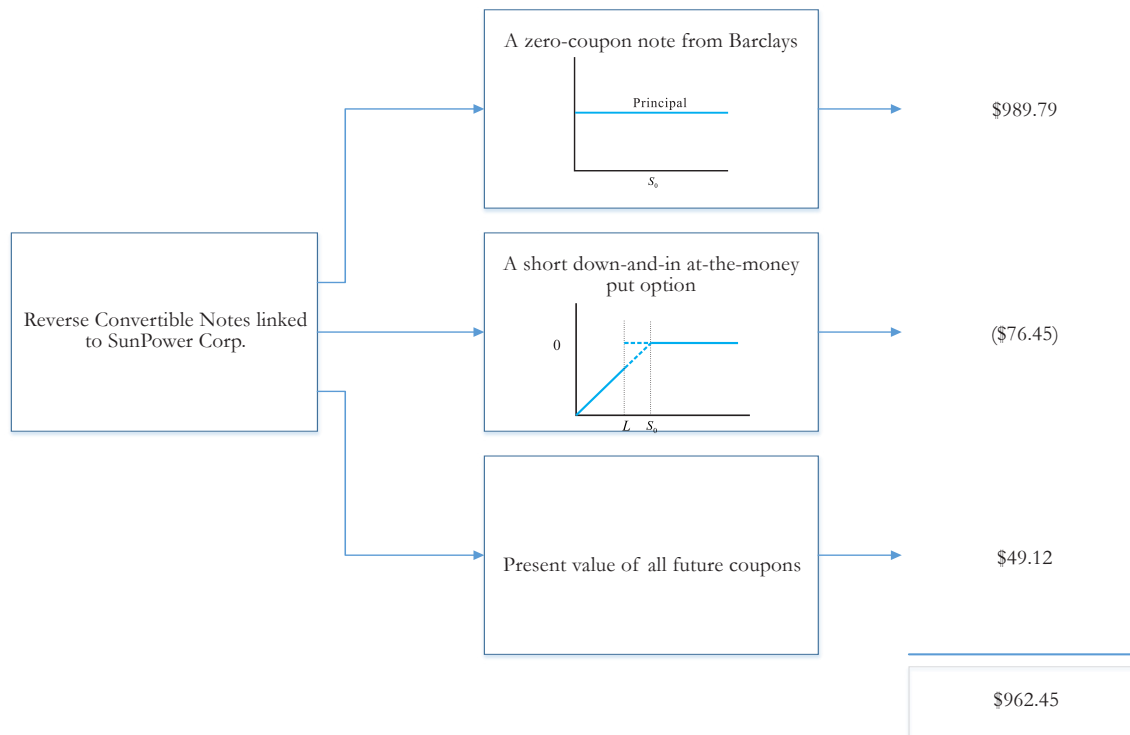 A zero-coupon note from Barclays
Principal
S₀
$989.79
Reverse Convertible Notes linked
to SunPower Corp.
A short down-and-in at-the-money
put option
0
L S₀
($76.45)
Present value of all future coupons
$49.12
$962.45